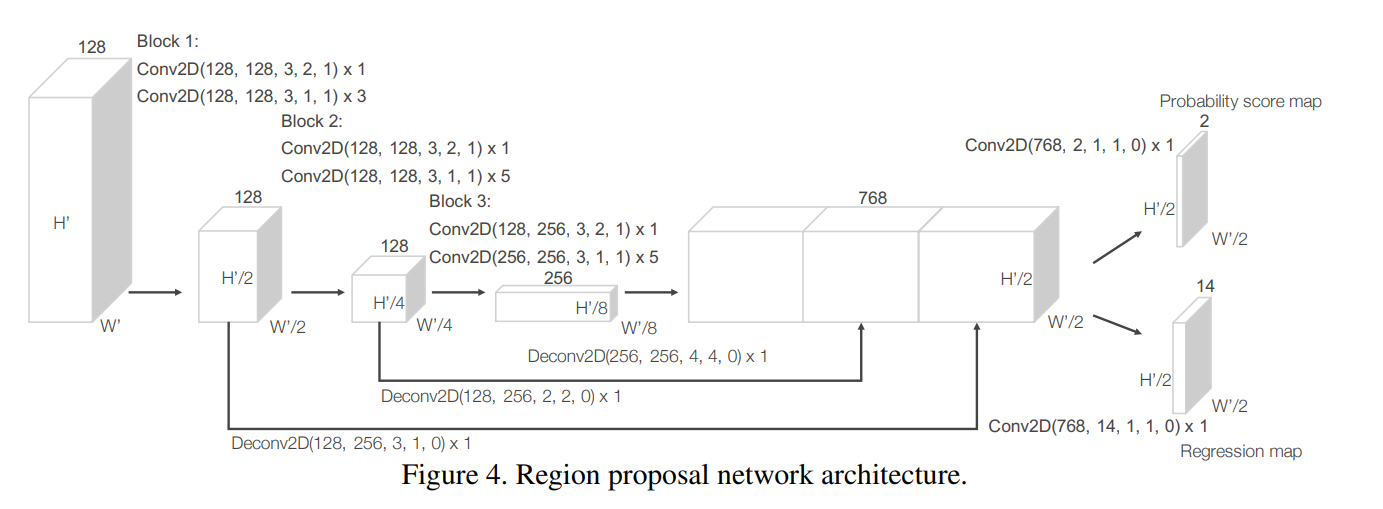 128
Block 1:
Conv2D(128, 128, 3, 2, 1) x 1
Conv2D(128, 128, 3, 1, 1) x 3
H'
W'
Block 2:
Conv2D(128, 128, 3, 2, 1) x 1
Conv2D(128, 128, 3, 1, 1) x 5
128
H'/2
W'/2
Block 3:
Conv2D(128, 256, 3, 2, 1) x 1
Conv2D(256, 256, 3, 1, 1) x 5
128
H'/4
W'/4
256
H'/8
W'/8
768
H'/2
W'/2
Deconv2D(256, 256, 4, 4, 0) x 1
Deconv2D(128, 256, 2, 2, 0) x 1
Deconv2D(128, 256, 3, 1, 0) x 1
Probability score map
2
Conv2D(768, 2, 1, 1, 0) x 1
H'/2
W'/2
14
H'/2
W'/2
Conv2D(768, 14, 1, 1, 0) x 1
Regression map
Figure 4. Region proposal network architecture.